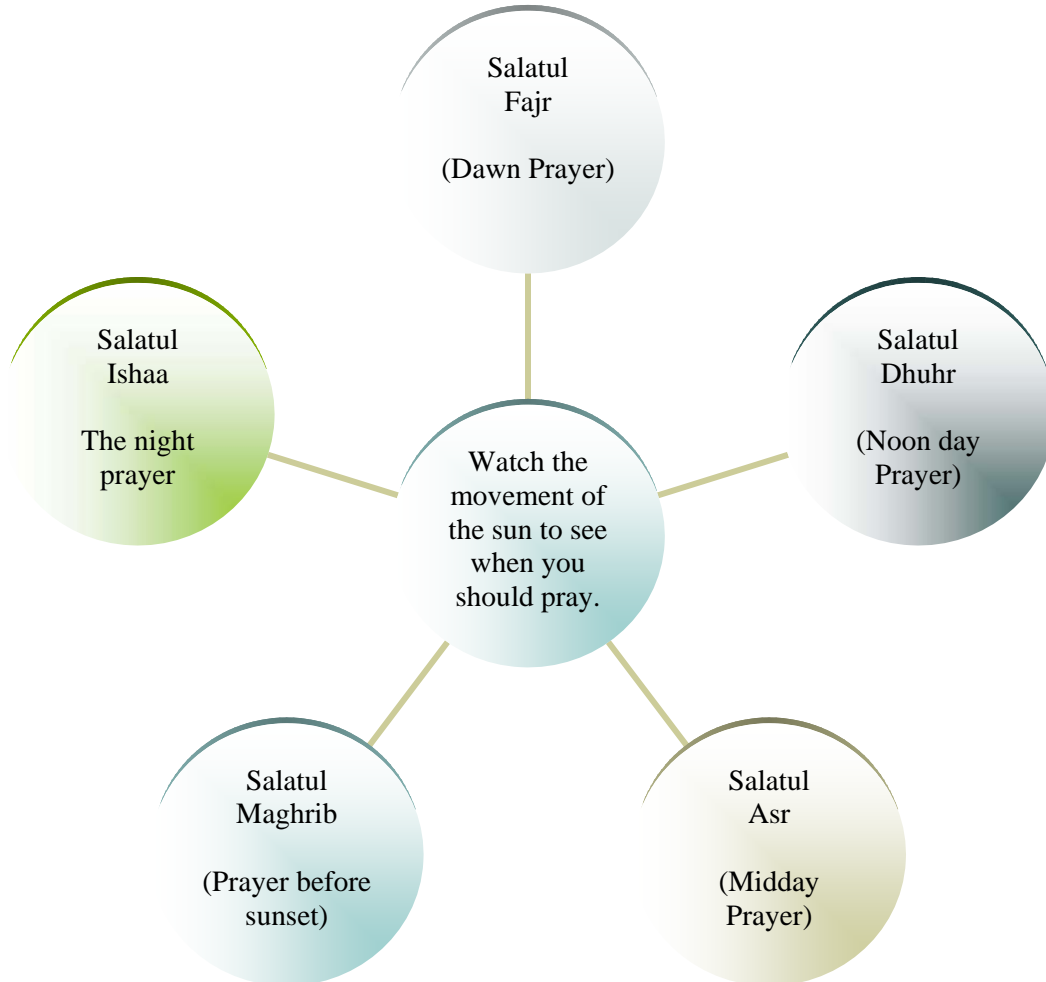 Salatul
Fajr
(Dawn Prayer)
Salatul
Dhuhr
(Noon day
Prayer)
Salatul
Asr
(Midday
Prayer)
Salatul
Maghrib
(Prayer before
sunset)
Salatul
Ishaa
The night
prayer
Watch the
movement of
the sun to see
when you
should pray.